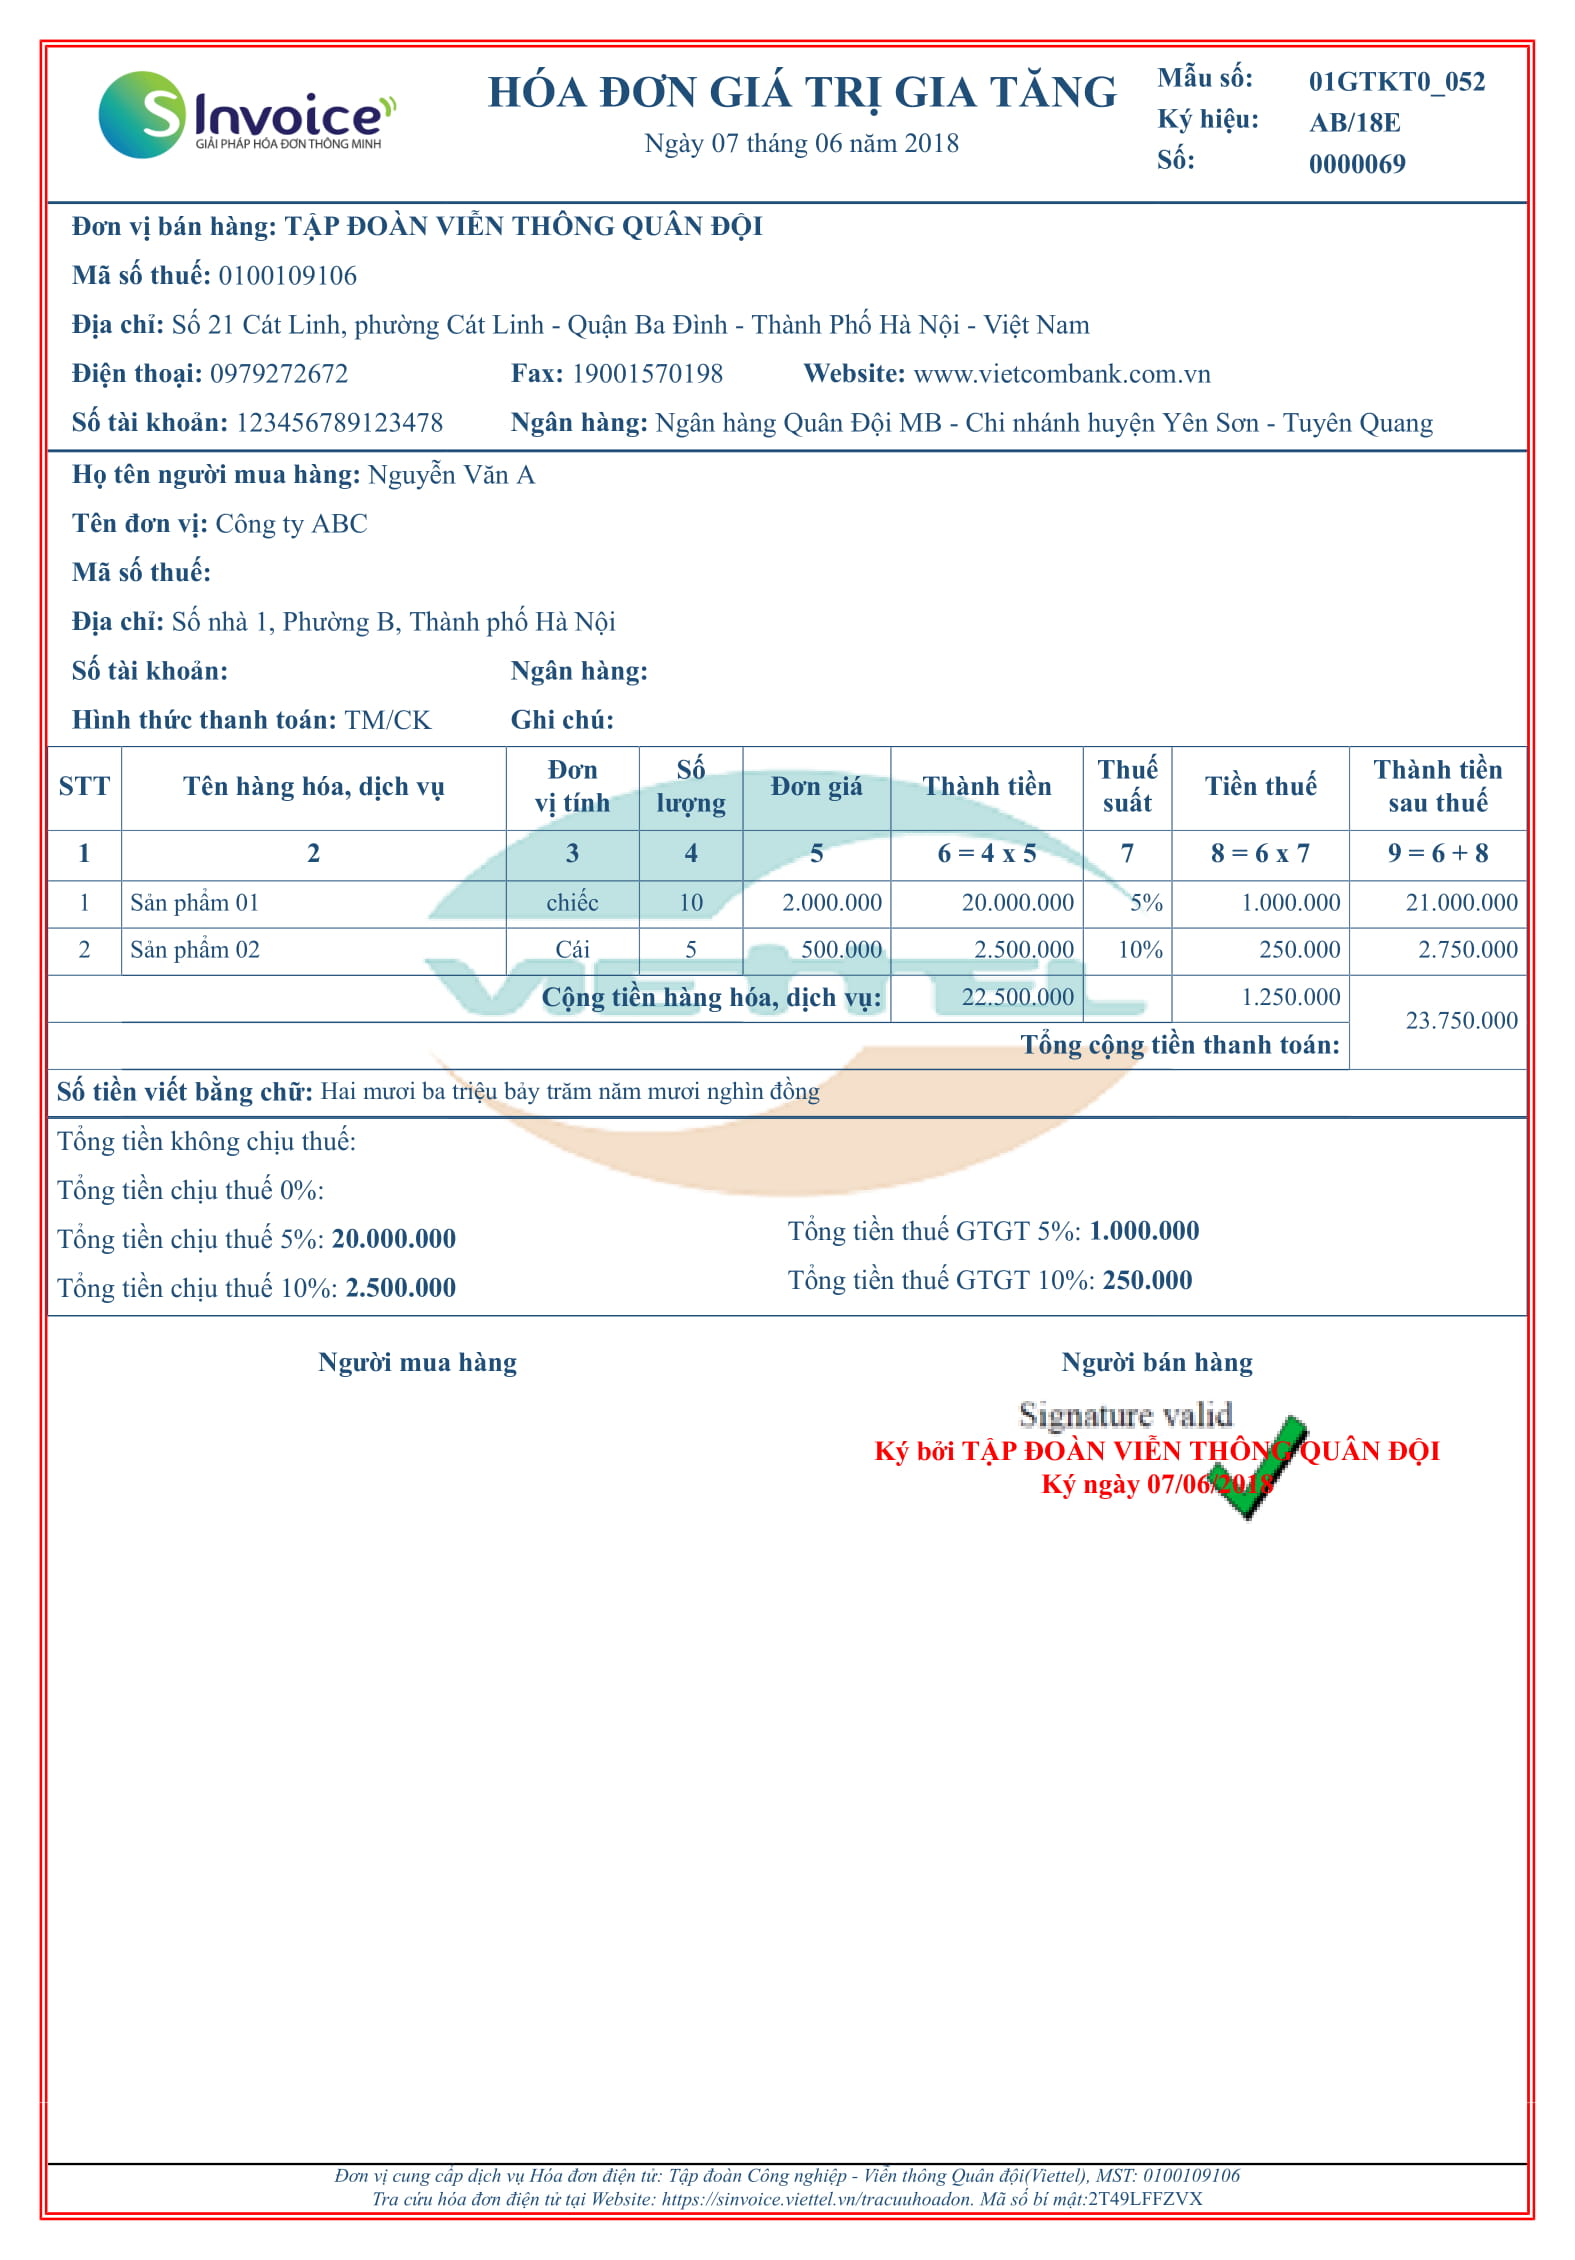 S Invoice
GIẢI PHÁP HÓA ĐƠN THÔNG MINH
HÓA ĐƠN GIÁ TRỊ GIA TĂNG
Ngày 07 tháng 06 năm 2018
Mẫu số: 01GTKT0_052
Ký hiệu: AB/18E
Số: 0000069
Đơn vị bán hàng: TẬP ĐOÀN VIỄN THÔNG QUÂN ĐỘI
Mã số thuế: 0100109106
Địa chỉ: Số 21 Cát Linh, phường Cát Linh - Quận Ba Đình - Thành Phố Hà Nội - Việt Nam
Điện thoại: 0979272672 Fax: 19001570198 Website: www.vietcombank.com.vn
Số tài khoản: 123456789123478 Ngân hàng: Ngân hàng Quân Đội MB - Chi nhánh huyện Yên Sơn - Tuyên Quang
Họ tên người mua hàng: Nguyễn Văn A
Tên đơn vị: Công ty ABC
Mã số thuế:
Địa chỉ: Số nhà 1, Phường B, Thành phố Hà Nội
Số tài khoản: Ngân hàng:
Hình thức thanh toán: TM/CK Ghi chú:
STT Tên hàng hóa, dịch vụ Đơn vị tính Số lượng Đơn giá Thành tiền Thuế suất Tiền thuế Thành tiền sau thuế
1 2 3 4 5 6 = 4 x 5 7 8 = 6 x 7 9 = 6 + 8
1 Sản phẩm 01 chiếc 10 2.000.000 20.000.000 5% 1.000.000 21.000.000
2 Sản phẩm 02 Cái 5 500.000 2.500.000 10% 250.000 2.750.000
VIETTEL
Cộng tiền hàng hóa, dịch vụ: 22.500.000 1.250.000
23.750.000
Tổng cộng tiền thanh toán:
Số tiền viết bằng chữ: Hai mươi ba triệu bảy trăm năm mươi nghìn đồng
Tổng tiền không chịu thuế:
Tổng tiền chịu thuế 0%:
Tổng tiền chịu thuế 5%: 20.000.000 Tổng tiền thuế GTGT 5%: 1.000.000
Tổng tiền chịu thuế 10%: 2.500.000 Tổng tiền thuế GTGT 10%: 250.000
Người mua hàng Người bán hàng
Signature valid
Ký bởi TẬP ĐOÀN VIỄN THÔNG QUÂN ĐỘI
Ký ngày 07/06/2018
Đơn vị cung cấp dịch vụ Hóa đơn điện tử: Tập đoàn Công nghiệp - Viễn thông Quân đội(Viettel), MST: 0100109106
Tra cứu hóa đơn điện tử tại Website: https://sinvoice.viettel.vn/tracuuhoadon. Mã số bí mật:2T49LFFZVX